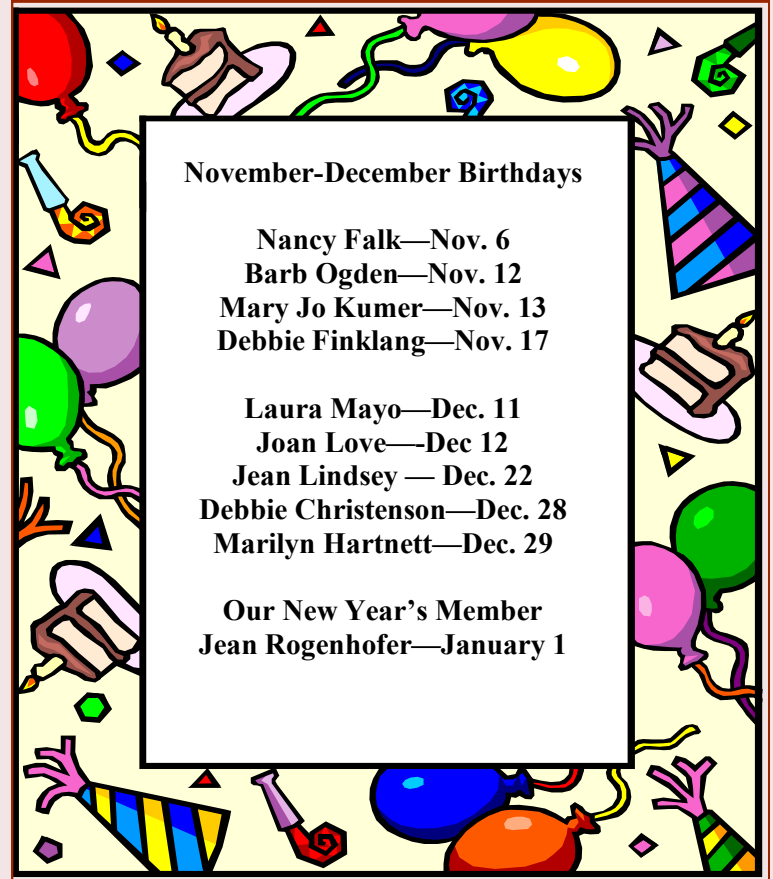 November-December Birthdays
Nancy Falk—Nov. 6
Barb Ogden—Nov. 12
Mary Jo Kumer—Nov. 13
Debbie Finklang—Nov. 17
Laura Mayo—Dec. 11
Joan Love—-Dec 12
Jean Lindsey — Dec. 22
Debbie Christenson—Dec. 28
Marilyn Hartnett—Dec. 29
Our New Year’s Member
Jean Rogenhofer—January 1